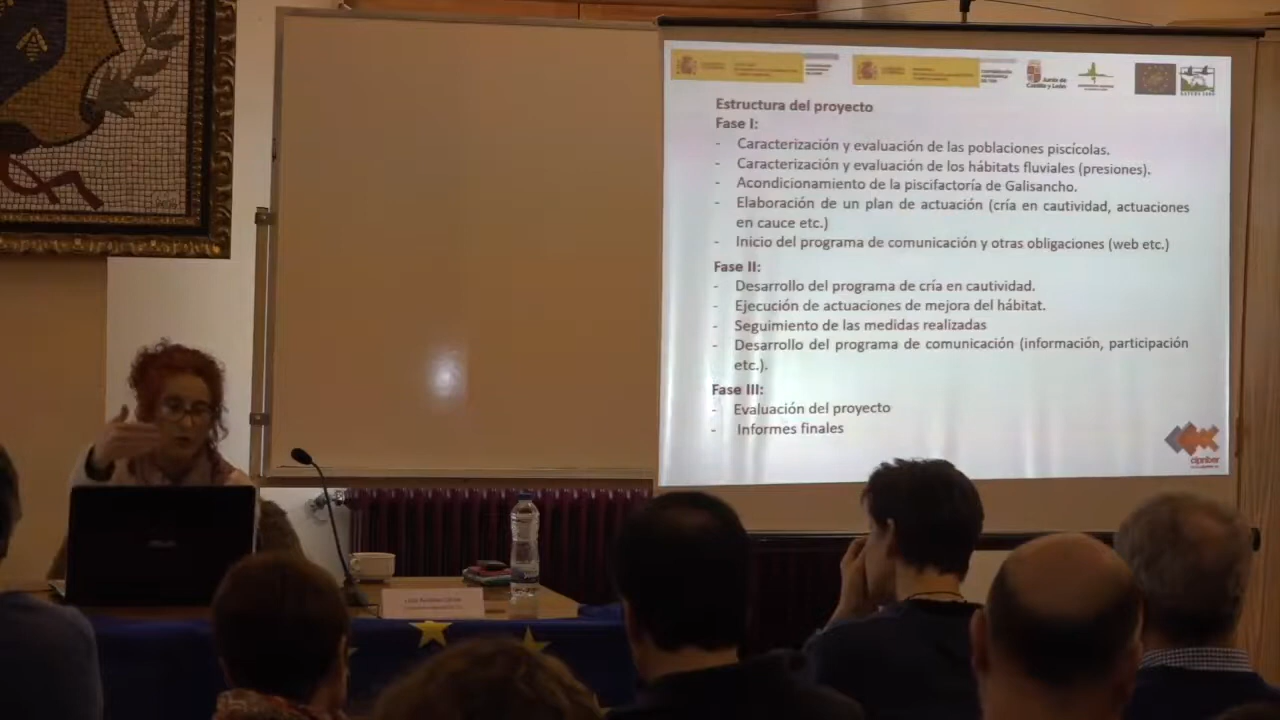 Junta de
Castilla y León
Estructura del proyecto
Fase I:
- Caracterización y evaluación de las poblaciones piscícolas.
- Caracterización y evaluación de los hábitats fluviales (presiones).
- Acondicionamiento de la piscifactoría de Galisancho.
- Elaboración de un plan de actuación (cría en cautividad, actuaciones
en cauce etc.)
- Inicio del programa de comunicación y otras obligaciones (web etc.)
Fase II:
- Desarrollo del programa de cría en cautividad.
- Ejecución de actuaciones de mejora del hábitat.
- Seguimiento de las medidas realizadas
- Desarrollo del programa de comunicación (información, participación
etc.).
Fase III:
- Evaluación del proyecto
- Informes finales
cipriber